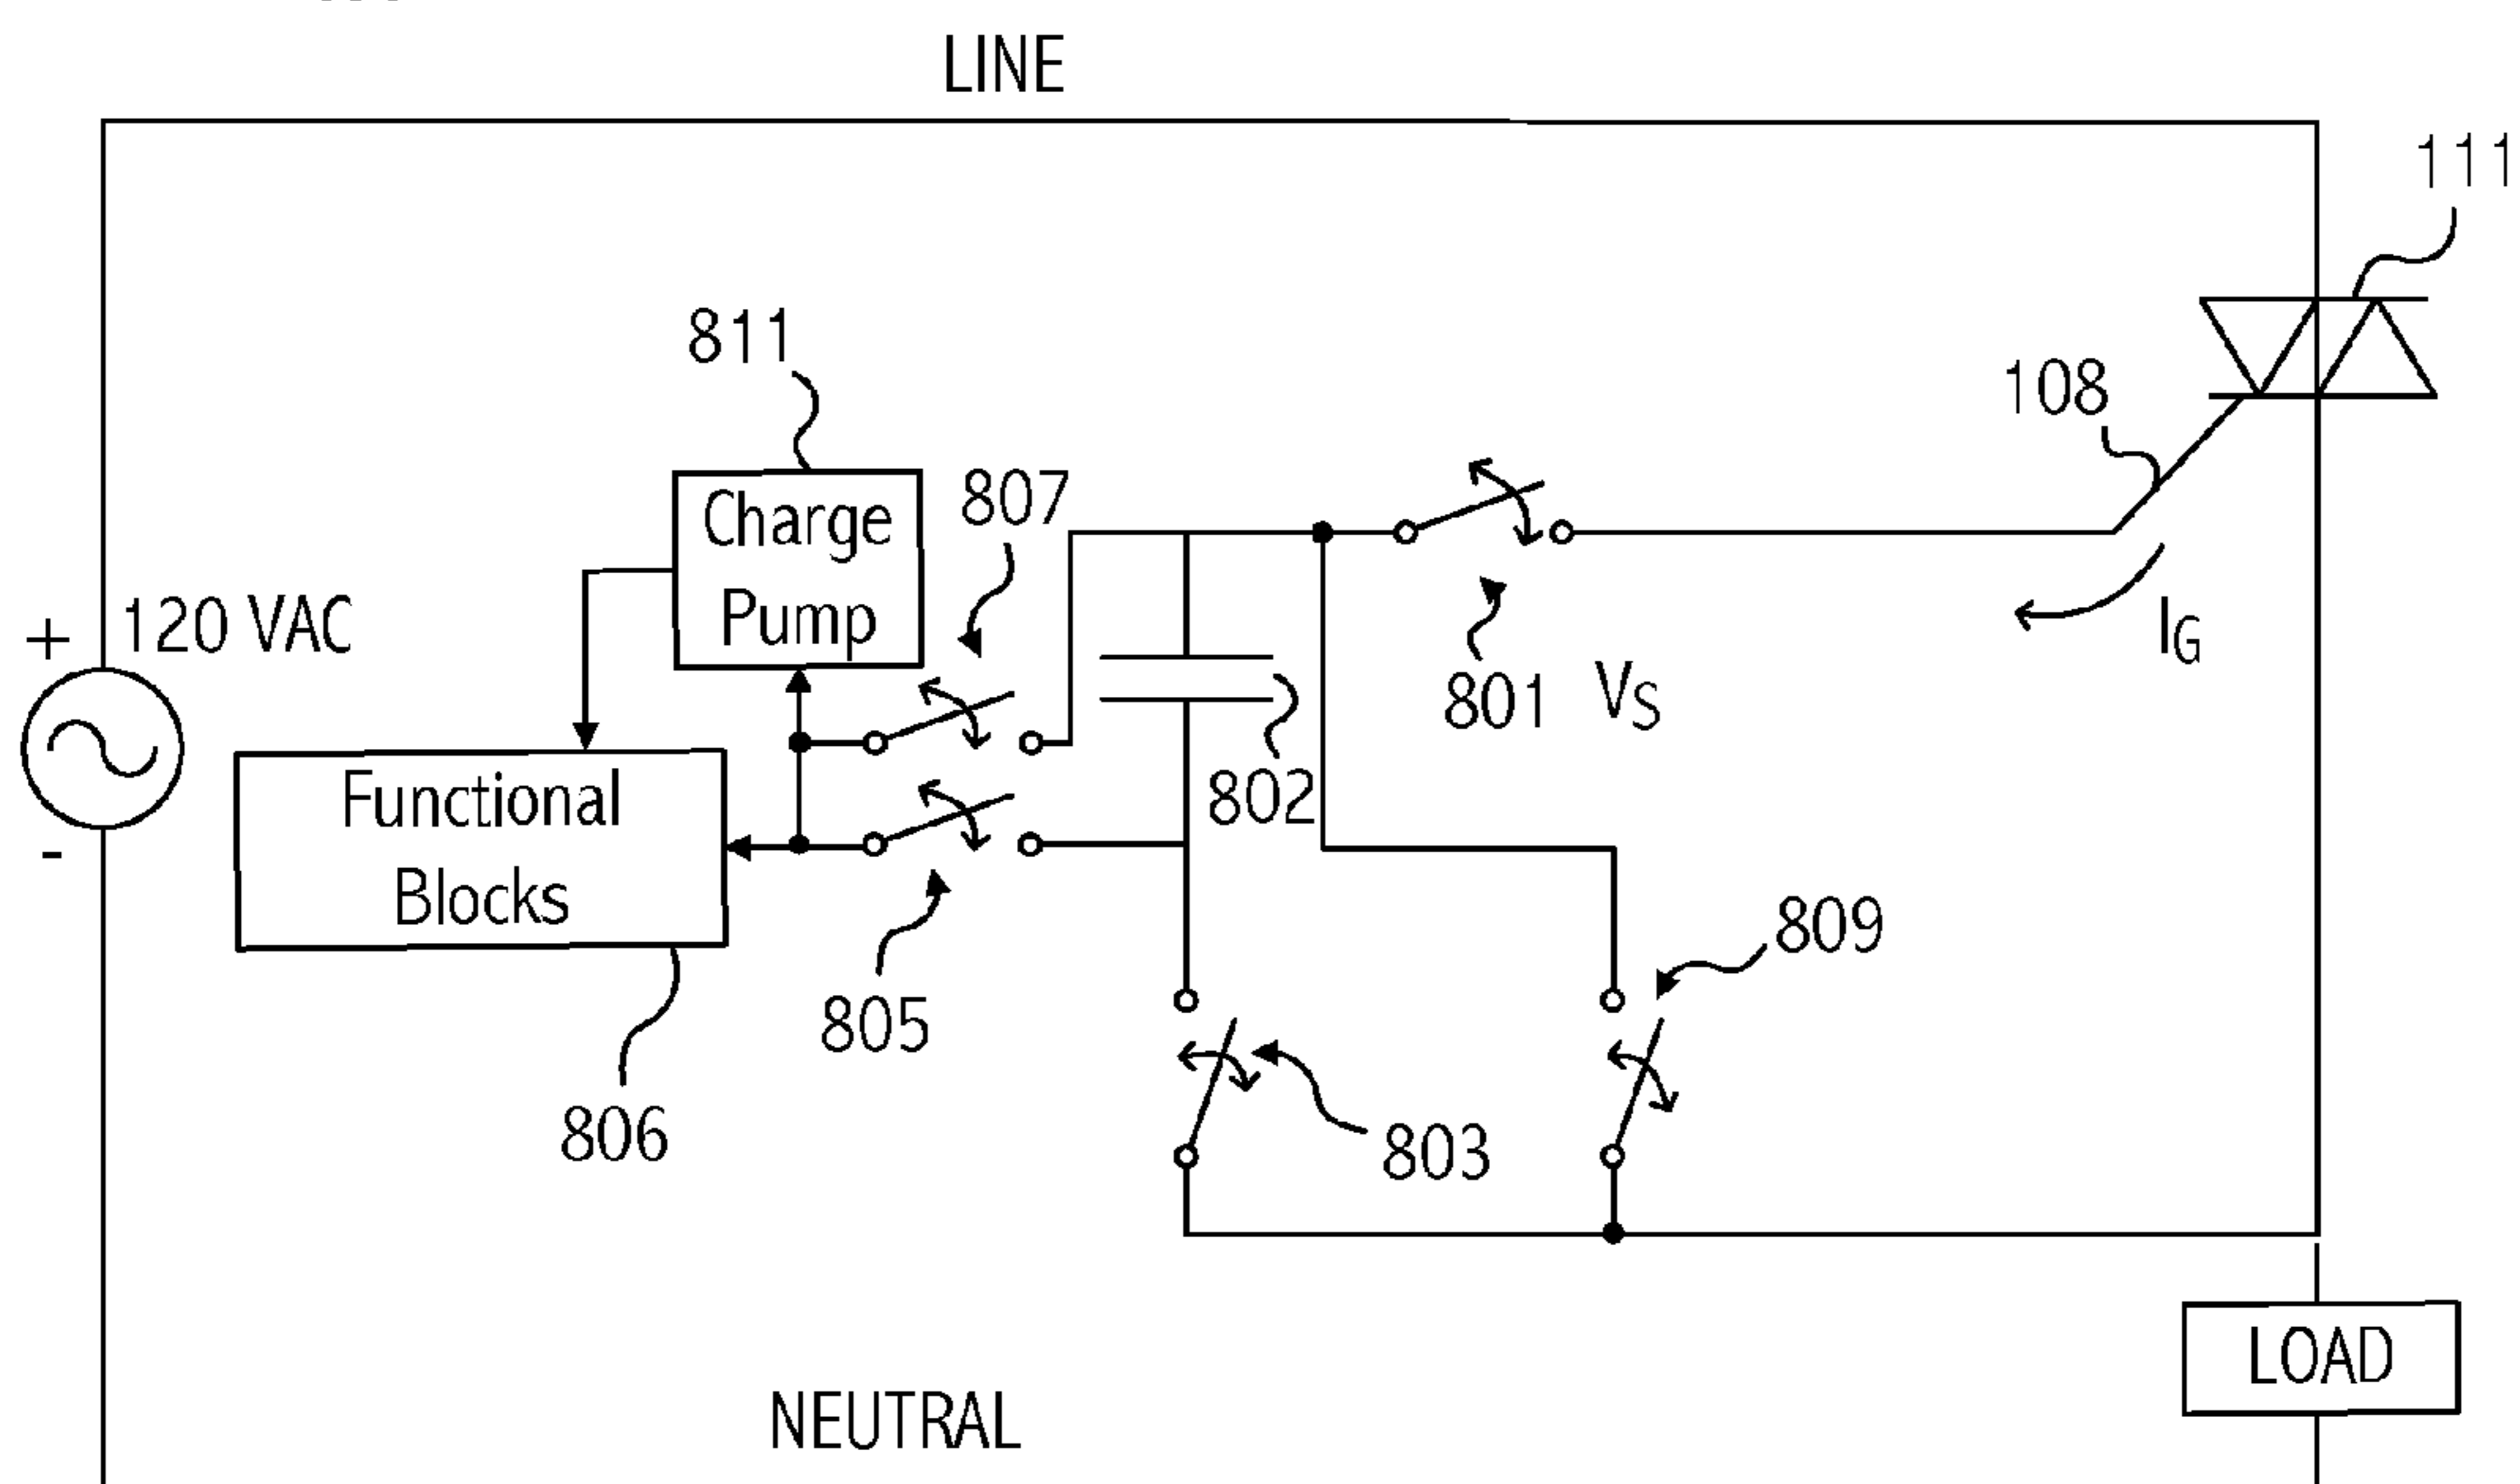 LINE
111
811
108
807
Charge
Pump
120 VAC
+
IG
801
VS
802
Functional
Blocks
-
809
805
806
803
LOAD
NEUTRAL